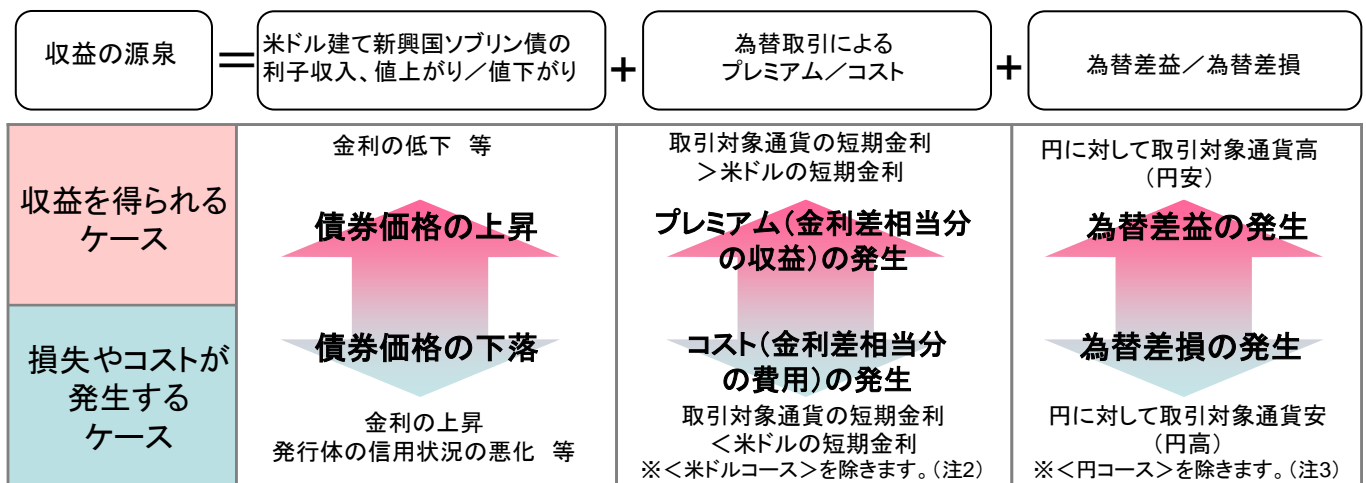 収益の源泉
＝
米ドル建て新興国ソブリン債の
利子収入、値上がり／値下がり
＋
為替取引による
プレミアム／コスト
＋
為替差益／為替差損
収益を得られる
ケース
金利の低下　等
債券価格の上昇
取引対象通貨の短期金利
＞米ドルの短期金利
プレミアム（金利差相当分
の収益）の発生
円に対して取引対象通貨高
（円安）
為替差益の発生
損失やコストが
発生する
ケース
債券価格の下落
金利の上昇
発行体の信用状況の悪化　等
コスト（金利差相当分
の費用）の発生
取引対象通貨の短期金利
＜米ドルの短期金利
※＜米ドルコース＞を除きます。（注2）
為替差損の発生
円に対して取引対象通貨安
（円高）
※＜円コース＞を除きます。（注3）